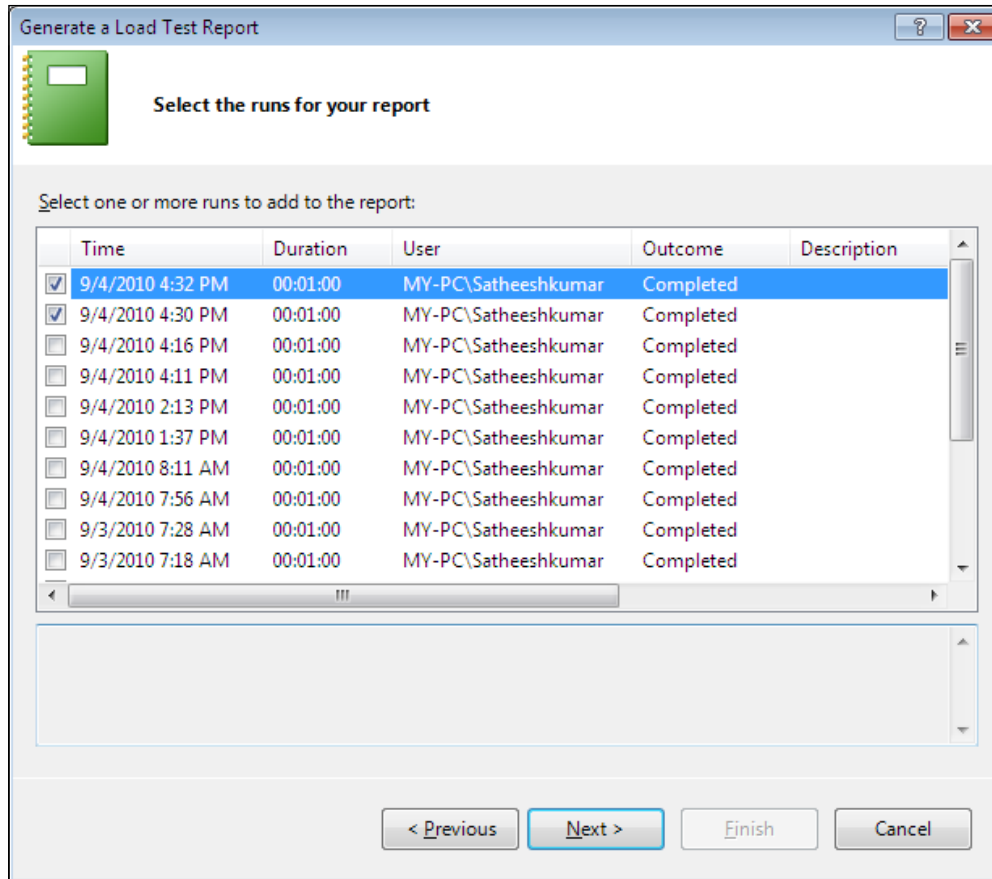 Generate a Load Test Report
Select the runs for your report
Select one or more runs to add to the report:
Time Duration User Outcome Description
9/4/2010 4:32 PM 00:01:00 MY-PC\Satheeshkumar Completed
9/4/2010 4:30 PM 00:01:00 MY-PC\Satheeshkumar Completed
9/4/2010 4:16 PM 00:01:00 MY-PC\Satheeshkumar Completed
9/4/2010 4:11 PM 00:01:00 MY-PC\Satheeshkumar Completed
9/4/2010 2:13 PM 00:01:00 MY-PC\Satheeshkumar Completed
9/4/2010 1:37 PM 00:01:00 MY-PC\Satheeshkumar Completed
9/4/2010 8:11 AM 00:01:00 MY-PC\Satheeshkumar Completed
9/4/2010 7:56 AM 00:01:00 MY-PC\Satheeshkumar Completed
9/3/2010 7:28 AM 00:01:00 MY-PC\Satheeshkumar Completed
9/3/2010 7:18 AM 00:01:00 MY-PC\Satheeshkumar Completed
< Previous Next > Finish Cancel